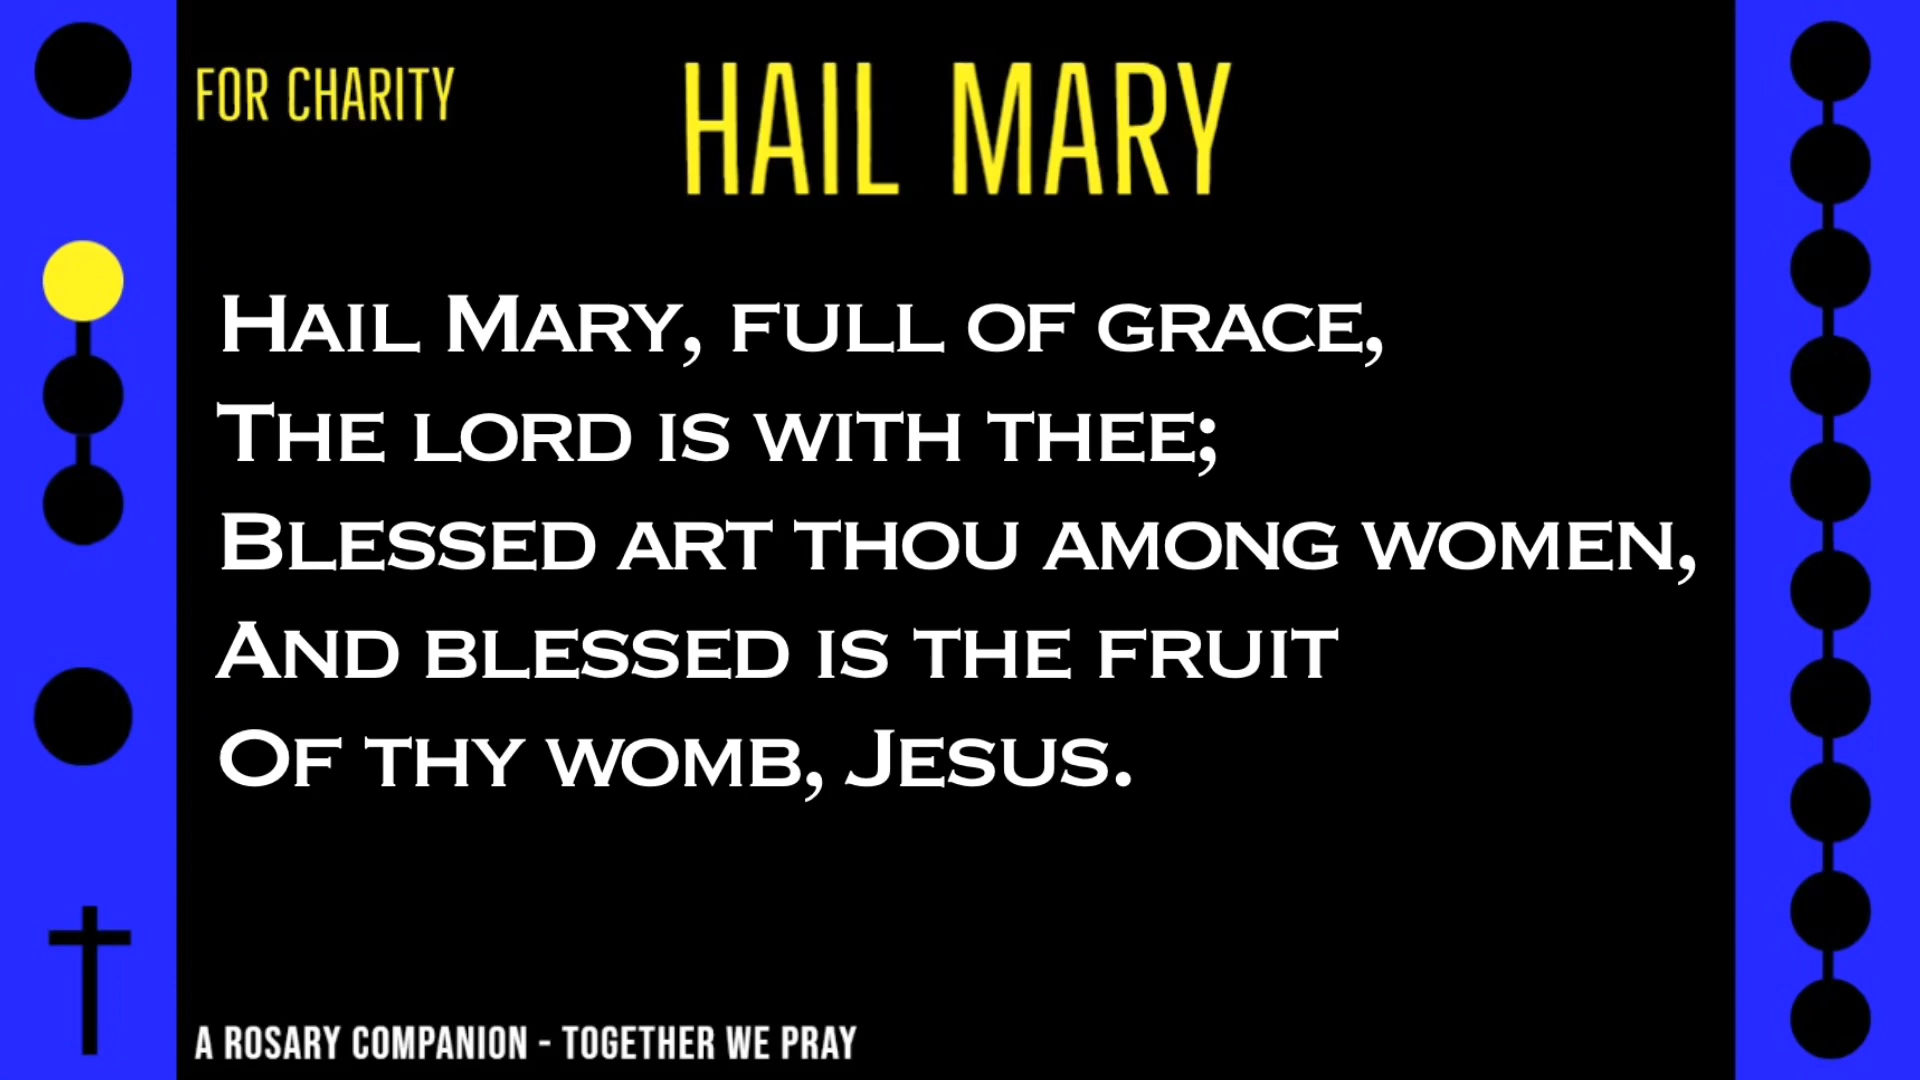 FOR CHARITY
HAIL MARY
Hail Mary, full of grace,
The lord is with thee;
Blessed art thou among women,
And blessed is the fruit
Of thy womb, Jesus.
A ROSARY COMPANION - TOGETHER WE PRAY